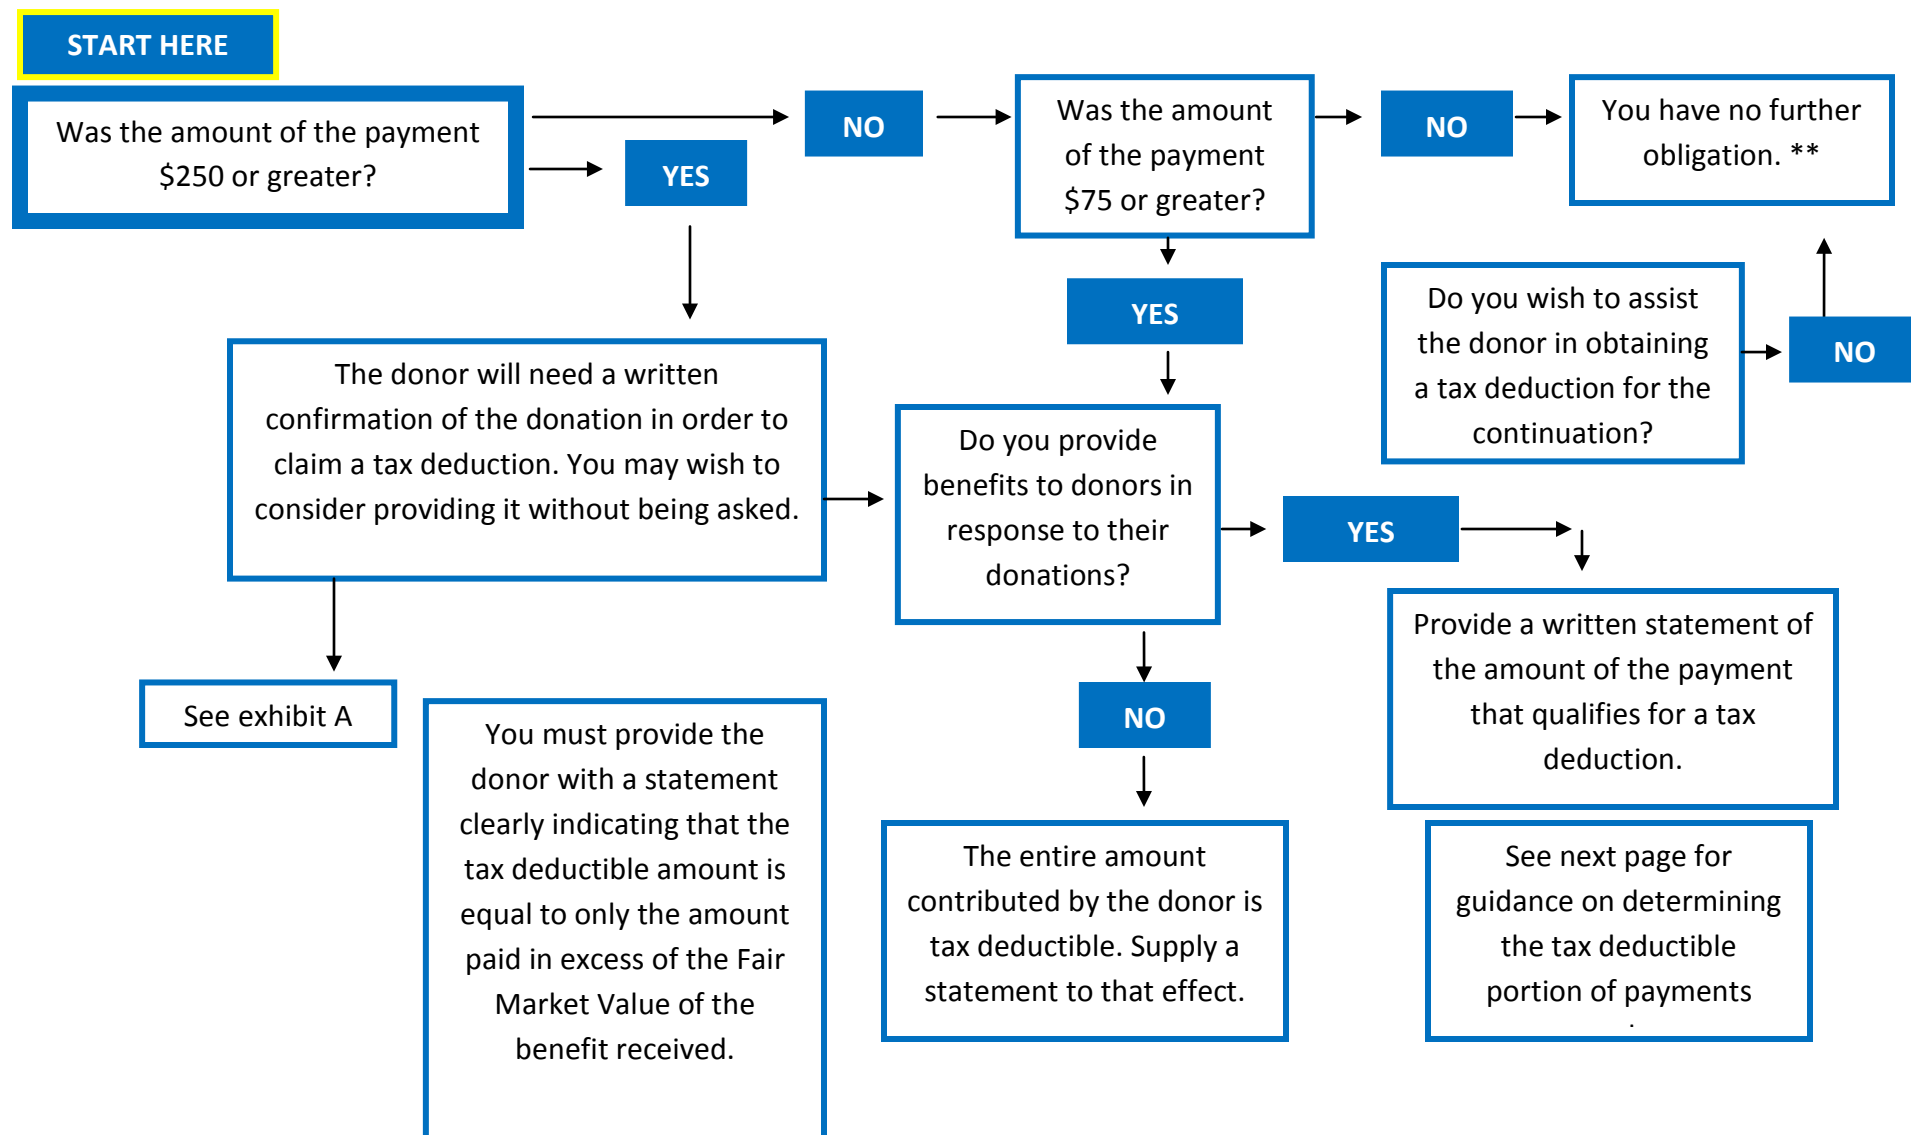 START HERE
Was the amount of the payment
$250 or greater?
NO
YES
Was the amount
of the payment
$75 or greater?
NO
You have no further
obligation. **
YES
Do you wish to assist
the donor in obtaining
a tax deduction for the
continuation?
NO
The donor will need a written
confirmation of the donation in order to
claim a tax deduction. You may wish to
consider providing it without being asked.
Do you provide
benefits to donors in
response to their
donations?
YES
Provide a written statement of
the amount of the payment
that qualifies for a tax
deduction.
See exhibit A
NO
You must provide the
donor with a statement
clearly indicating that the
tax deductible amount is
equal to only the amount
paid in excess of the Fair
Market Value of the
benefit received.
The entire amount
contributed by the donor is
tax deductible. Supply a
statement to that effect.
See next page for
guidance on determining
the tax deductible
portion of payments